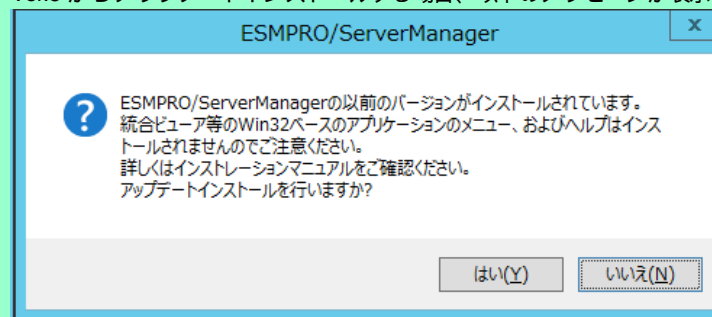 ESMPRO/ServerManager
x
ESMPRO/ServerManagerの以前のバージョンがインストールされています。
統合ビューア等のWin32ベースのアプリケーションのメニュー、およびヘルプはインス
トールされませんのでご注意ください。
詳しくはインストレーションマニュアルをご確認ください。
アップデートインストールを行いますか?
はい(Y)
いいえ(N)